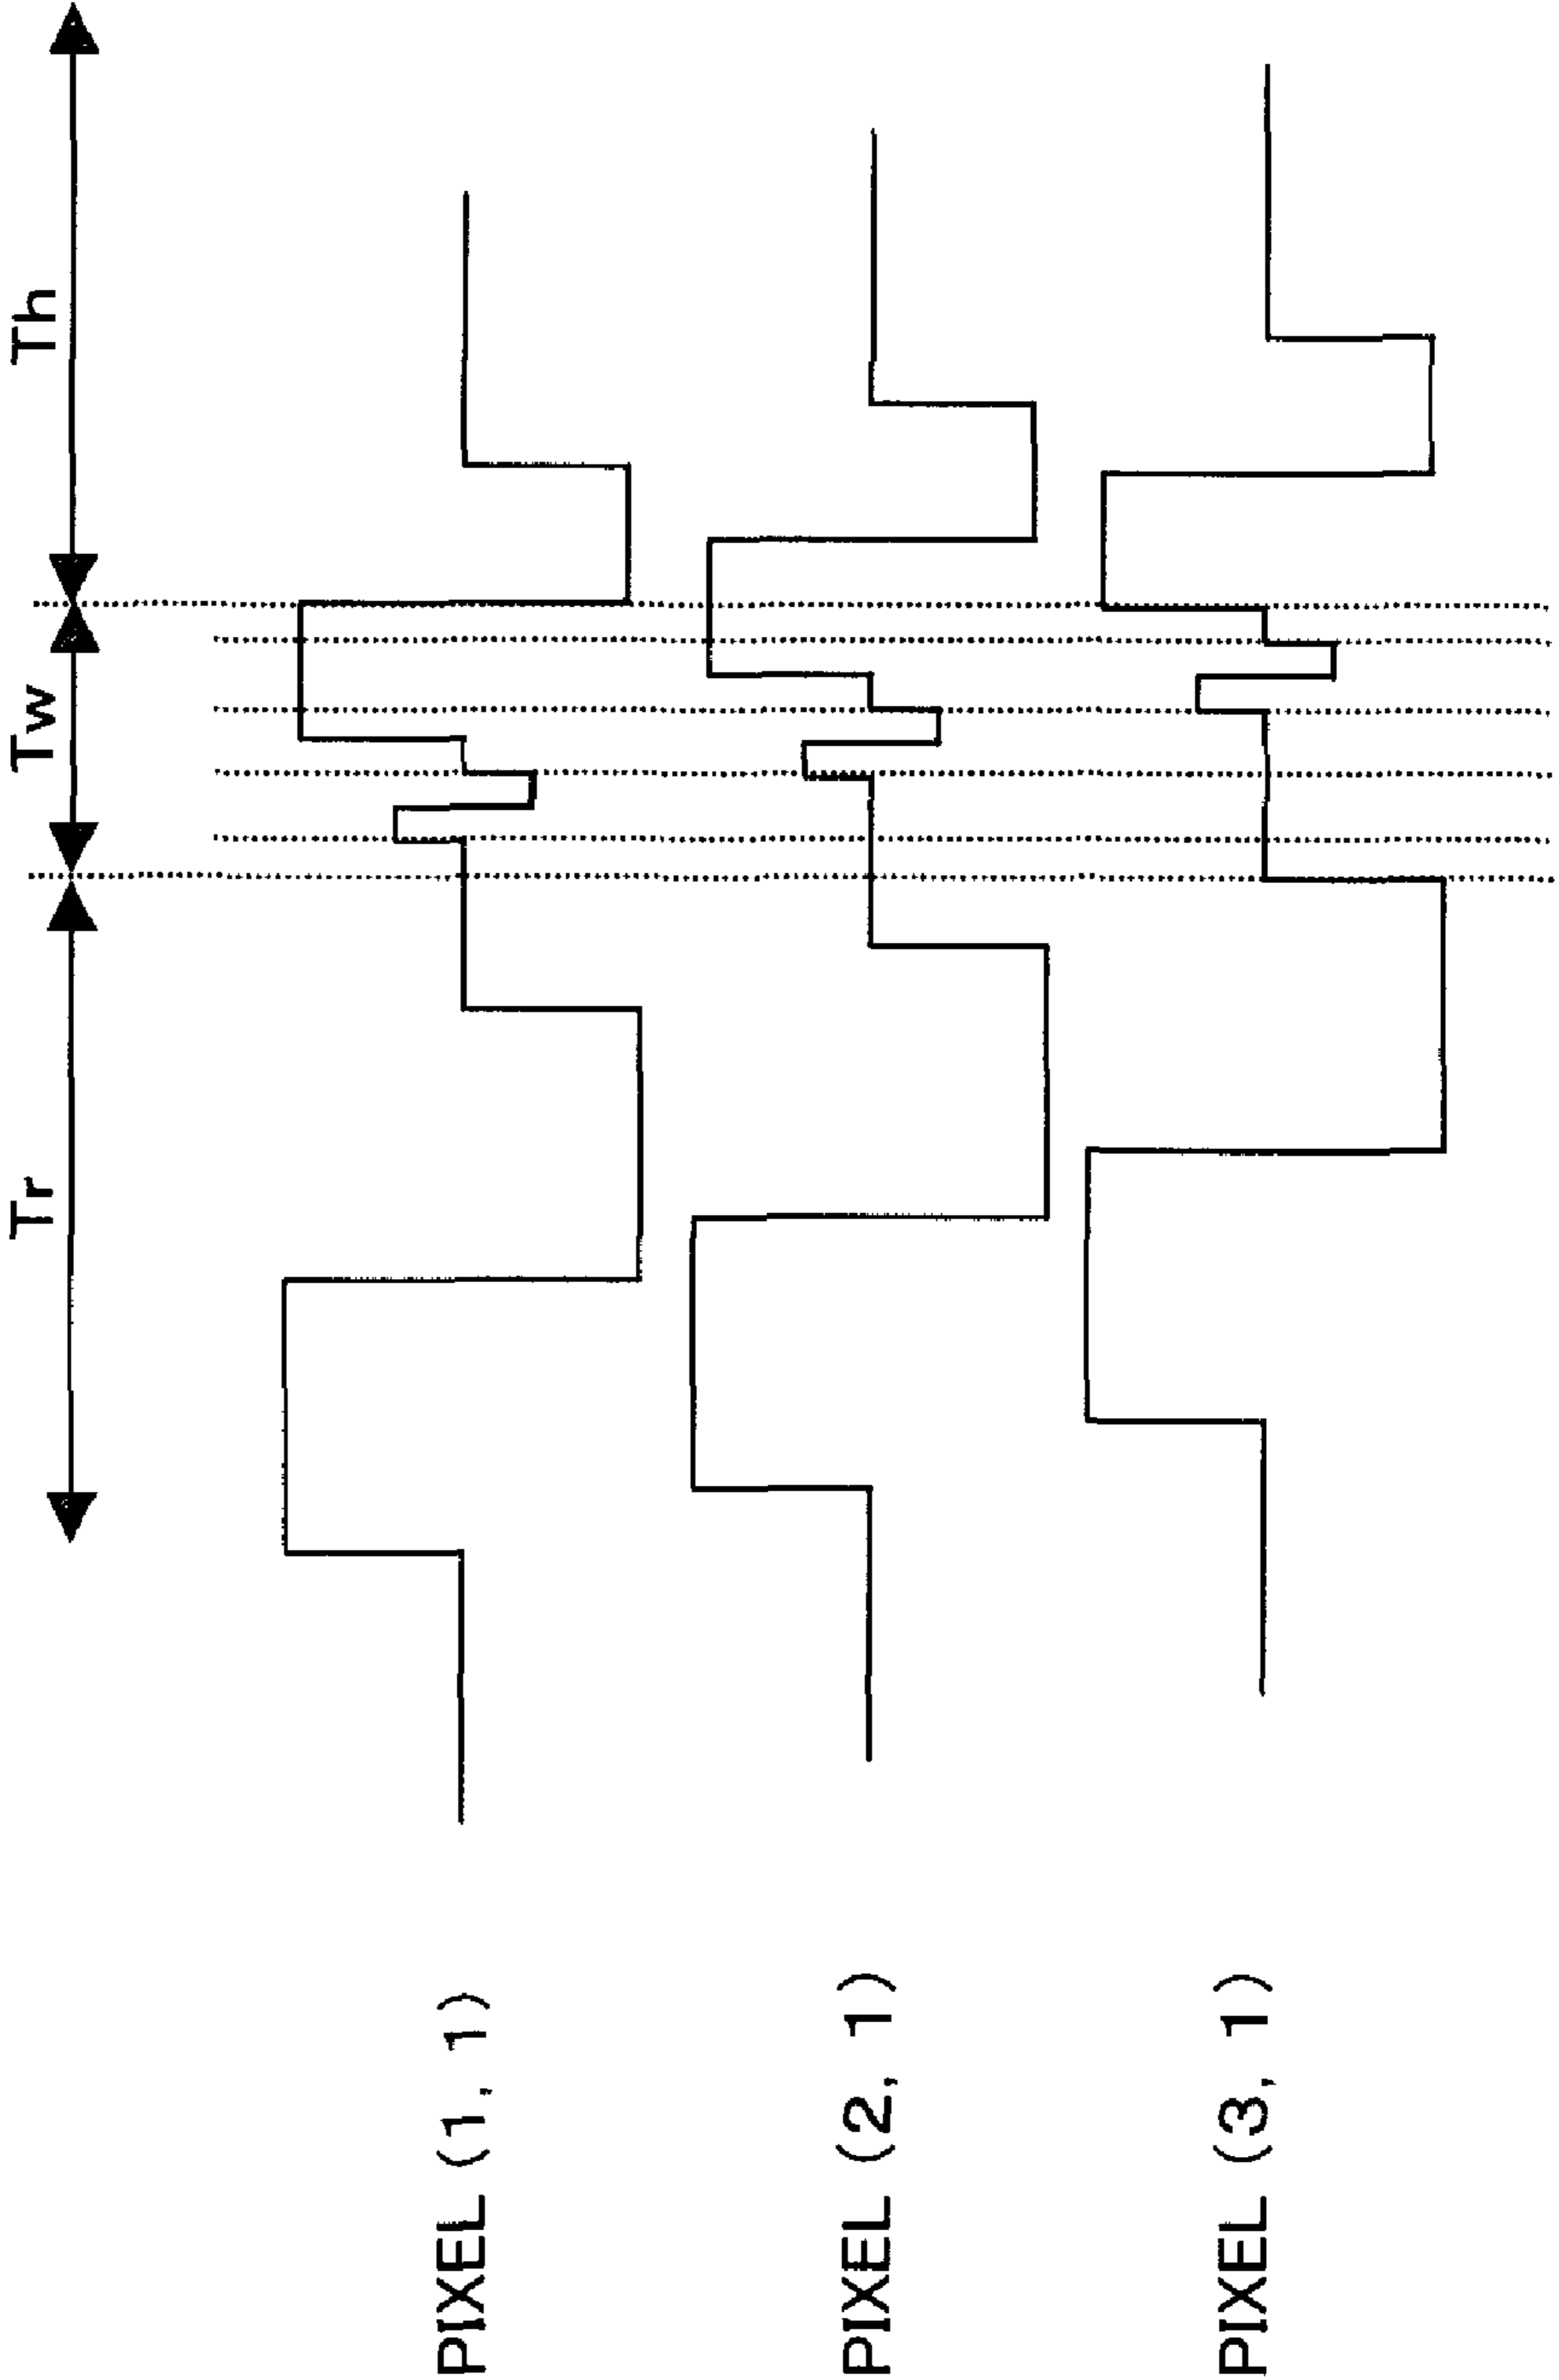 Tr Tw Th
PIXEL (1, 1)
PIXEL (2, 1)
PIXEL (3, 1)